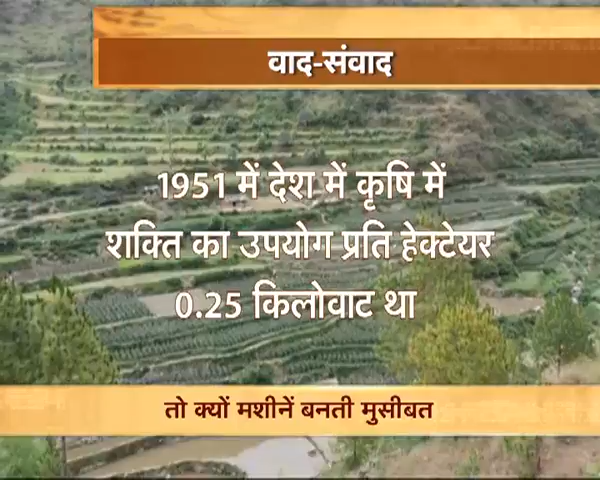 वाद-संवाद
1951 में देश में कृषि में
शक्ति का उपयोग प्रति हेक्टेयर
0.25 किलोवाट था
तो क्यों मशीनें बनती मुसीबत